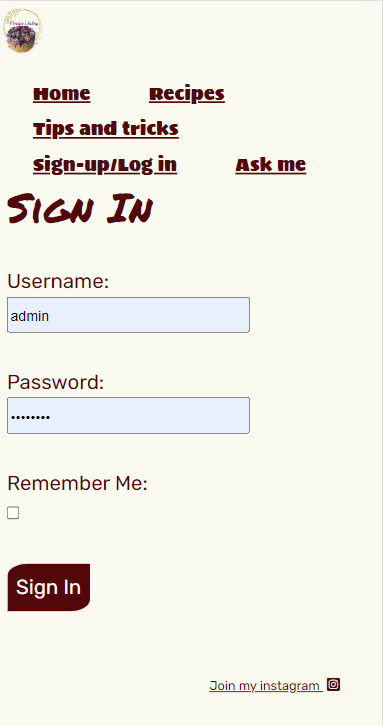 Home Recipes
Tips and tricks
Sign-up/Log in Ask me
Sign In
Username:
admin
Password:
••••••••
Remember Me:
Sign In
Join my instagram